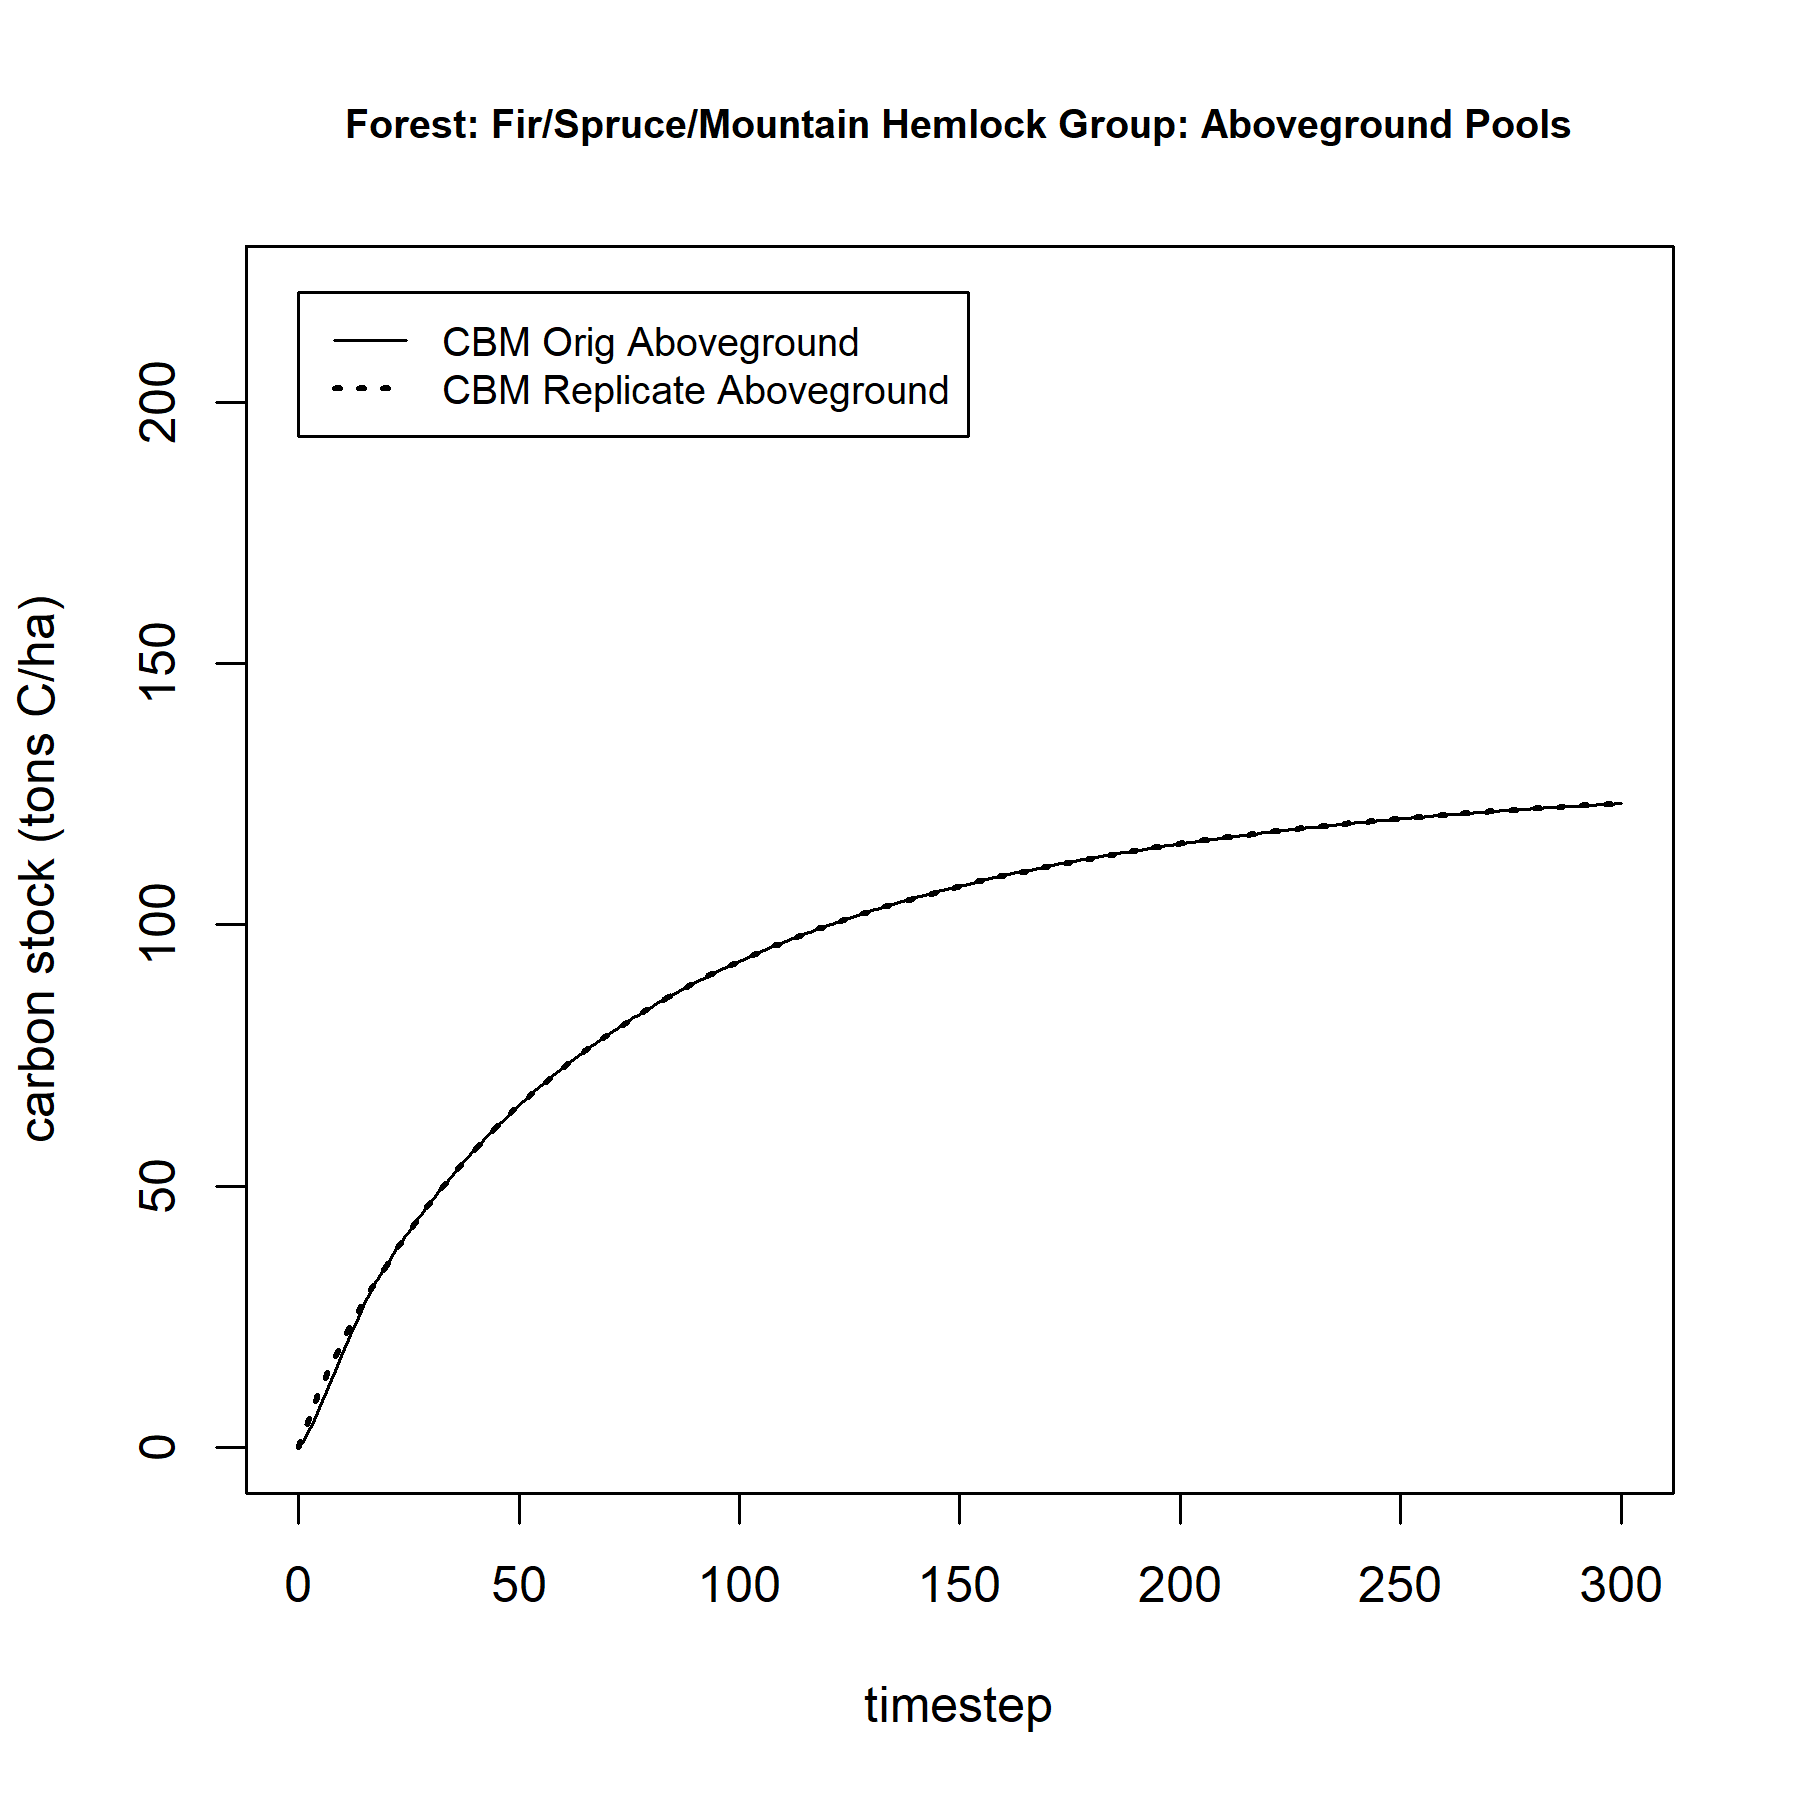 Forest: Fir/Spruce/Mountain Hemlock Group: Aboveground Pools
CBM Orig Aboveground
CBM Replicate Aboveground
carbon stock (tons C/ha)
200
150
100
50
0
0 50 100 150 200 250 300
timestep